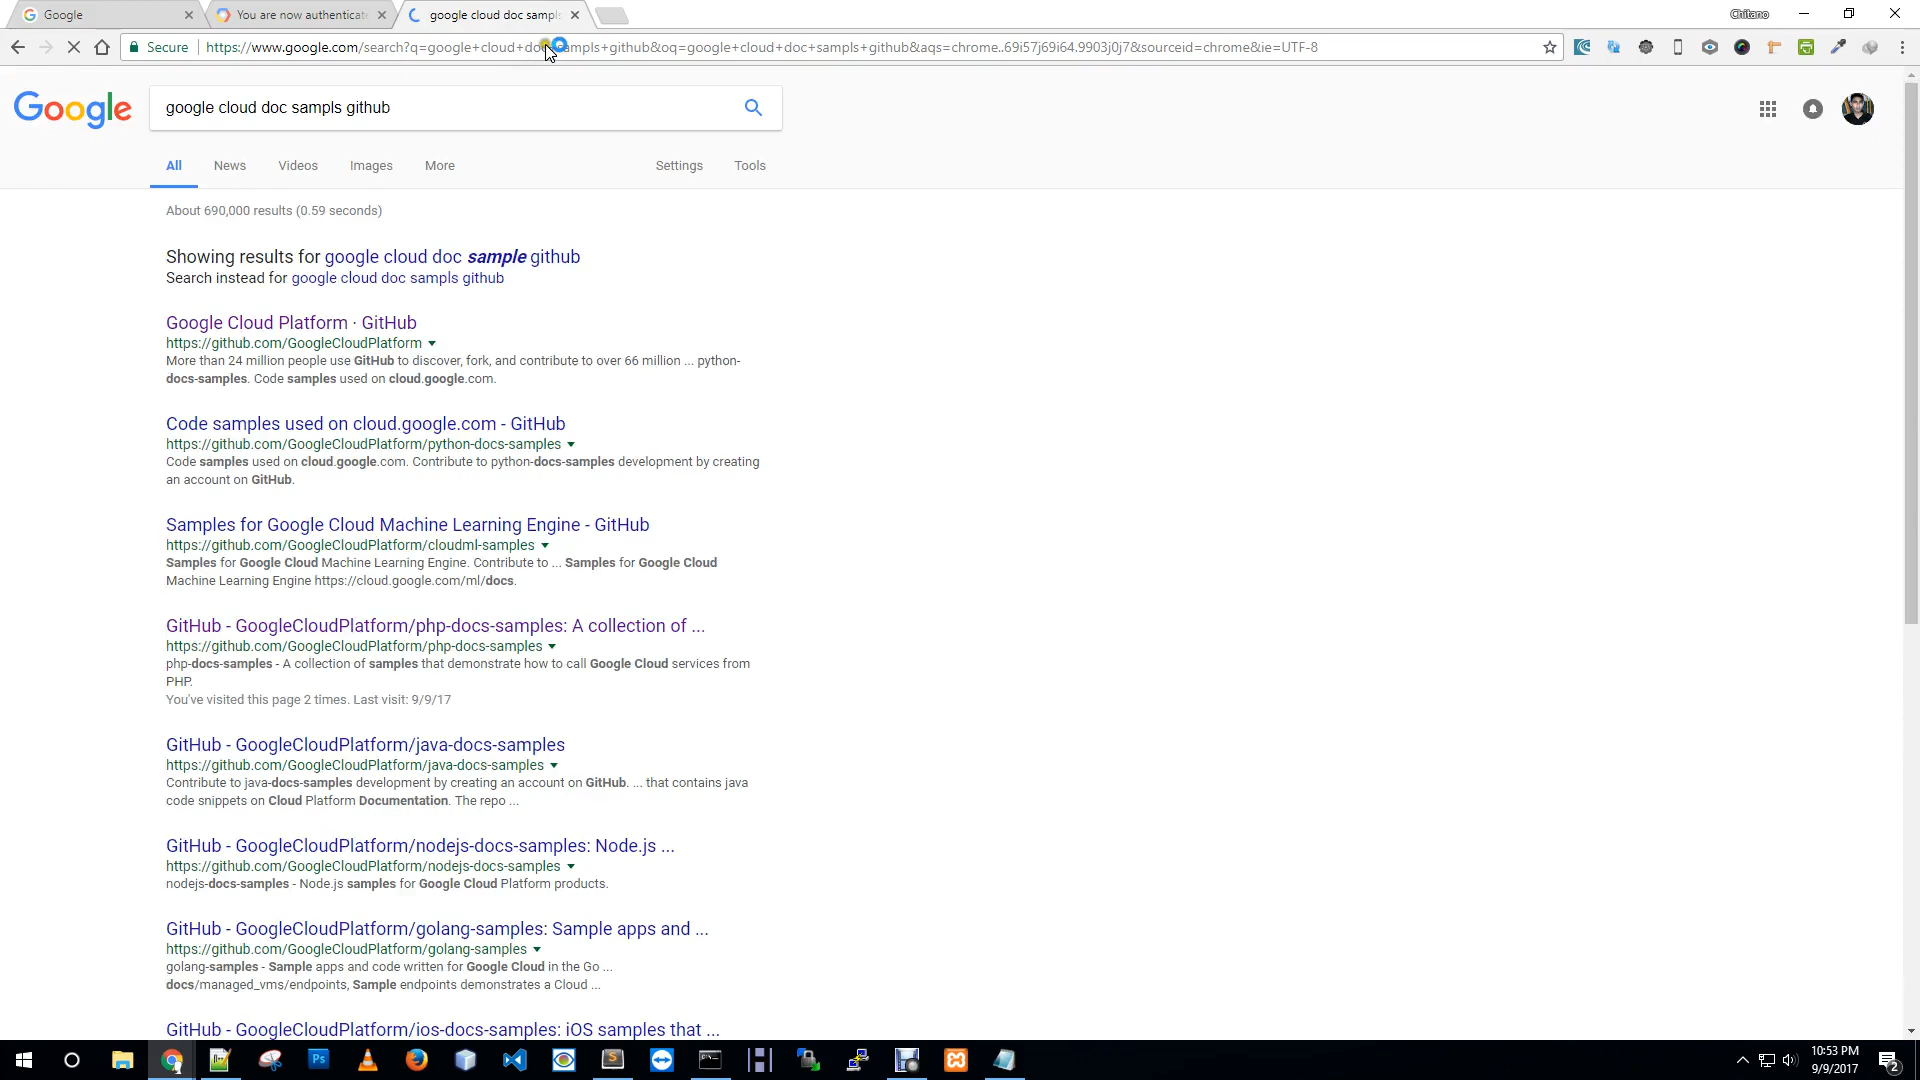 Google
You are now authenticat
google cloud doc sampl
Chitano
Secure
https://www.google.com/search?q=google+cloud+doc+sampls+github&oq=google+cloud+doc+sampls+github&aqs=chrome..69i57j69i64.9903j0j7&sourceid=chrome&ie=UTF-8
Google
google cloud doc sampls github
All News Videos Images More Settings Tools
About 690,000 results (0.59 seconds)
Showing results for google cloud doc sample github
Search instead for google cloud doc sampls github
Google Cloud Platform · GitHub
https://github.com/GoogleCloudPlatform
More than 24 million people use GitHub to discover, fork, and contribute to over 66 million ... python-
docs-samples. Code samples used on cloud.google.com.
Code samples used on cloud.google.com - GitHub
https://github.com/GoogleCloudPlatform/python-docs-samples
Code samples used on cloud.google.com. Contribute to python-docs-samples development by creating
an account on GitHub.
Samples for Google Cloud Machine Learning Engine - GitHub
https://github.com/GoogleCloudPlatform/cloudml-samples
Samples for Google Cloud Machine Learning Engine. Contribute to ... Samples for Google Cloud
Machine Learning Engine https://cloud.google.com/ml/docs.
GitHub - GoogleCloudPlatform/php-docs-samples: A collection of ...
https://github.com/GoogleCloudPlatform/php-docs-samples
php-docs-samples - A collection of samples that demonstrate how to call Google Cloud services from
PHP.
You've visited this page 2 times. Last visit: 9/9/17
GitHub - GoogleCloudPlatform/java-docs-samples
https://github.com/GoogleCloudPlatform/java-docs-samples
Contribute to java-docs-samples development by creating an account on GitHub. ... that contains java
code snippets on Cloud Platform Documentation. The repo ...
GitHub - GoogleCloudPlatform/nodejs-docs-samples: Node.js ...
https://github.com/GoogleCloudPlatform/nodejs-docs-samples
nodejs-docs-samples - Node.js samples for Google Cloud Platform products.
GitHub - GoogleCloudPlatform/golang-samples: Sample apps and ...
https://github.com/GoogleCloudPlatform/golang-samples
golang-samples - Sample apps and code written for Google Cloud in the Go ...
docs/managed_vms/endpoints, Sample endpoints demonstrates a Cloud ...
GitHub - GoogleCloudPlatform/ios-docs-samples: iOS samples that ...
Ps
10:53 PM
9/9/2017
2